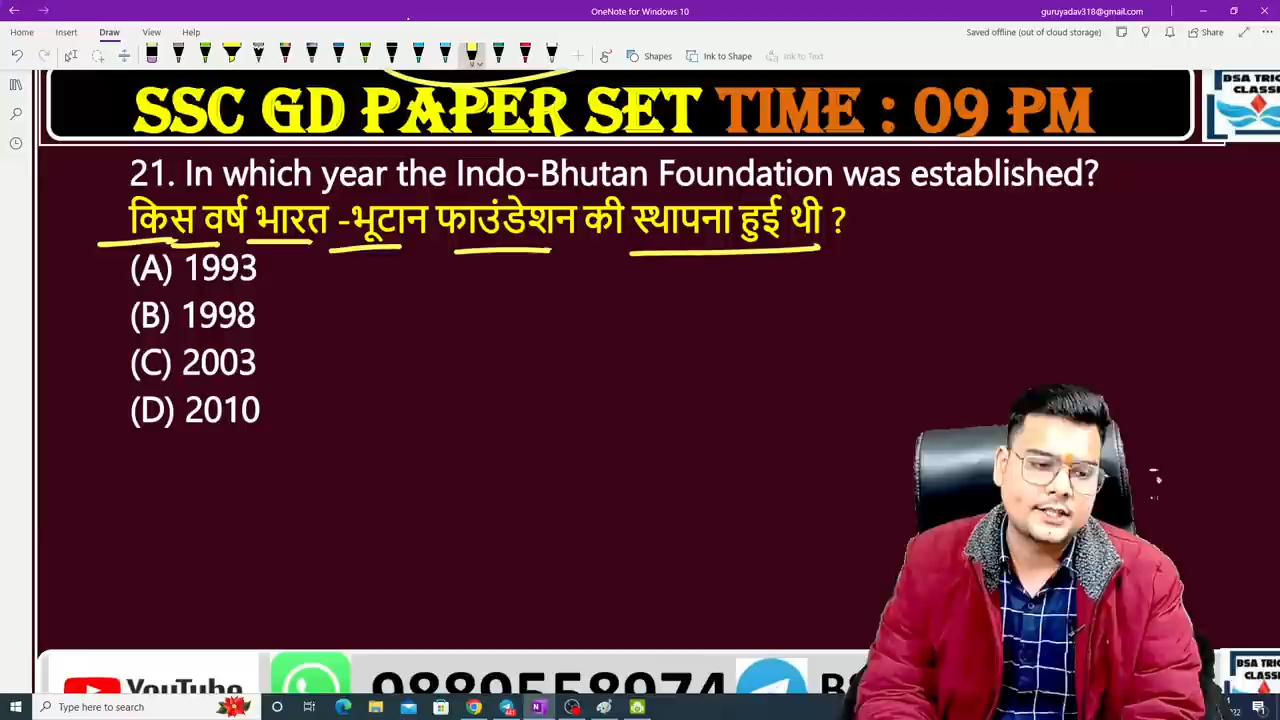 OneNote for Windows 10
guruyadav318@gmail.com
Home Insert Draw View Help
Saved offline (out of cloud storage)
Share
Shapes
Ink to Shape
Ink to Text
SSC GD PAPER SET TIME : 09 PM
21. In which year the Indo-Bhutan Foundation was established?
किस वर्ष भारत -भूटान फाउंडेशन की स्थापना हुई थी ?
(A) 1993
(B) 1998
(C) 2003
(D) 2010
YouTube
9889558974
Type here to search